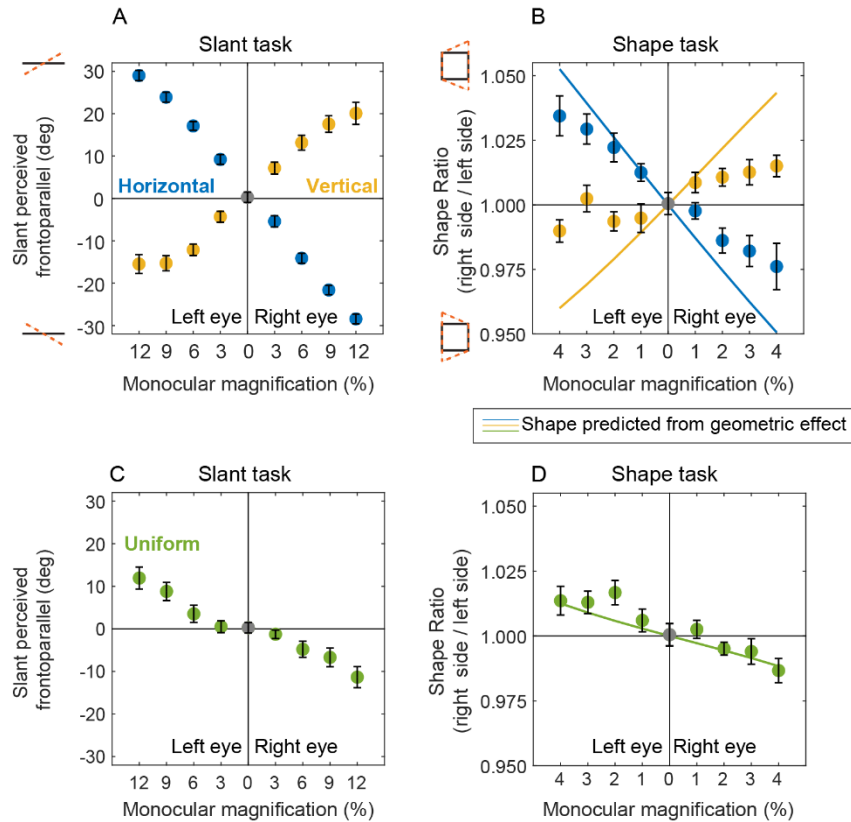 A
Slant task
Slant perceived
frontoparallel (deg)
30
20
10
0
-10
-20
-30
Horizontal
Vertical
Left eye
Right eye
12 9 6 3 0 3 6 9 12
Monocular magnification (%)
B
Shape task
Shape Ratio
(right side / left side)
1.050
1.025
1.000
0.975
0.950
Left eye
Right eye
4 3 2 1 0 1 2 3 4
Monocular magnification (%)
Shape predicted from geometric effect
C
Slant task
Slant perceived
frontoparallel (deg)
30
20
10
0
-10
-20
-30
Uniform
Left eye
Right eye
12 9 6 3 0 3 6 9 12
Monocular magnification (%)
D
Shape task
Shape Ratio
(right side / left side)
1.050
1.025
1.000
0.975
0.950
Left eye
Right eye
4 3 2 1 0 1 2 3 4
Monocular magnification (%)